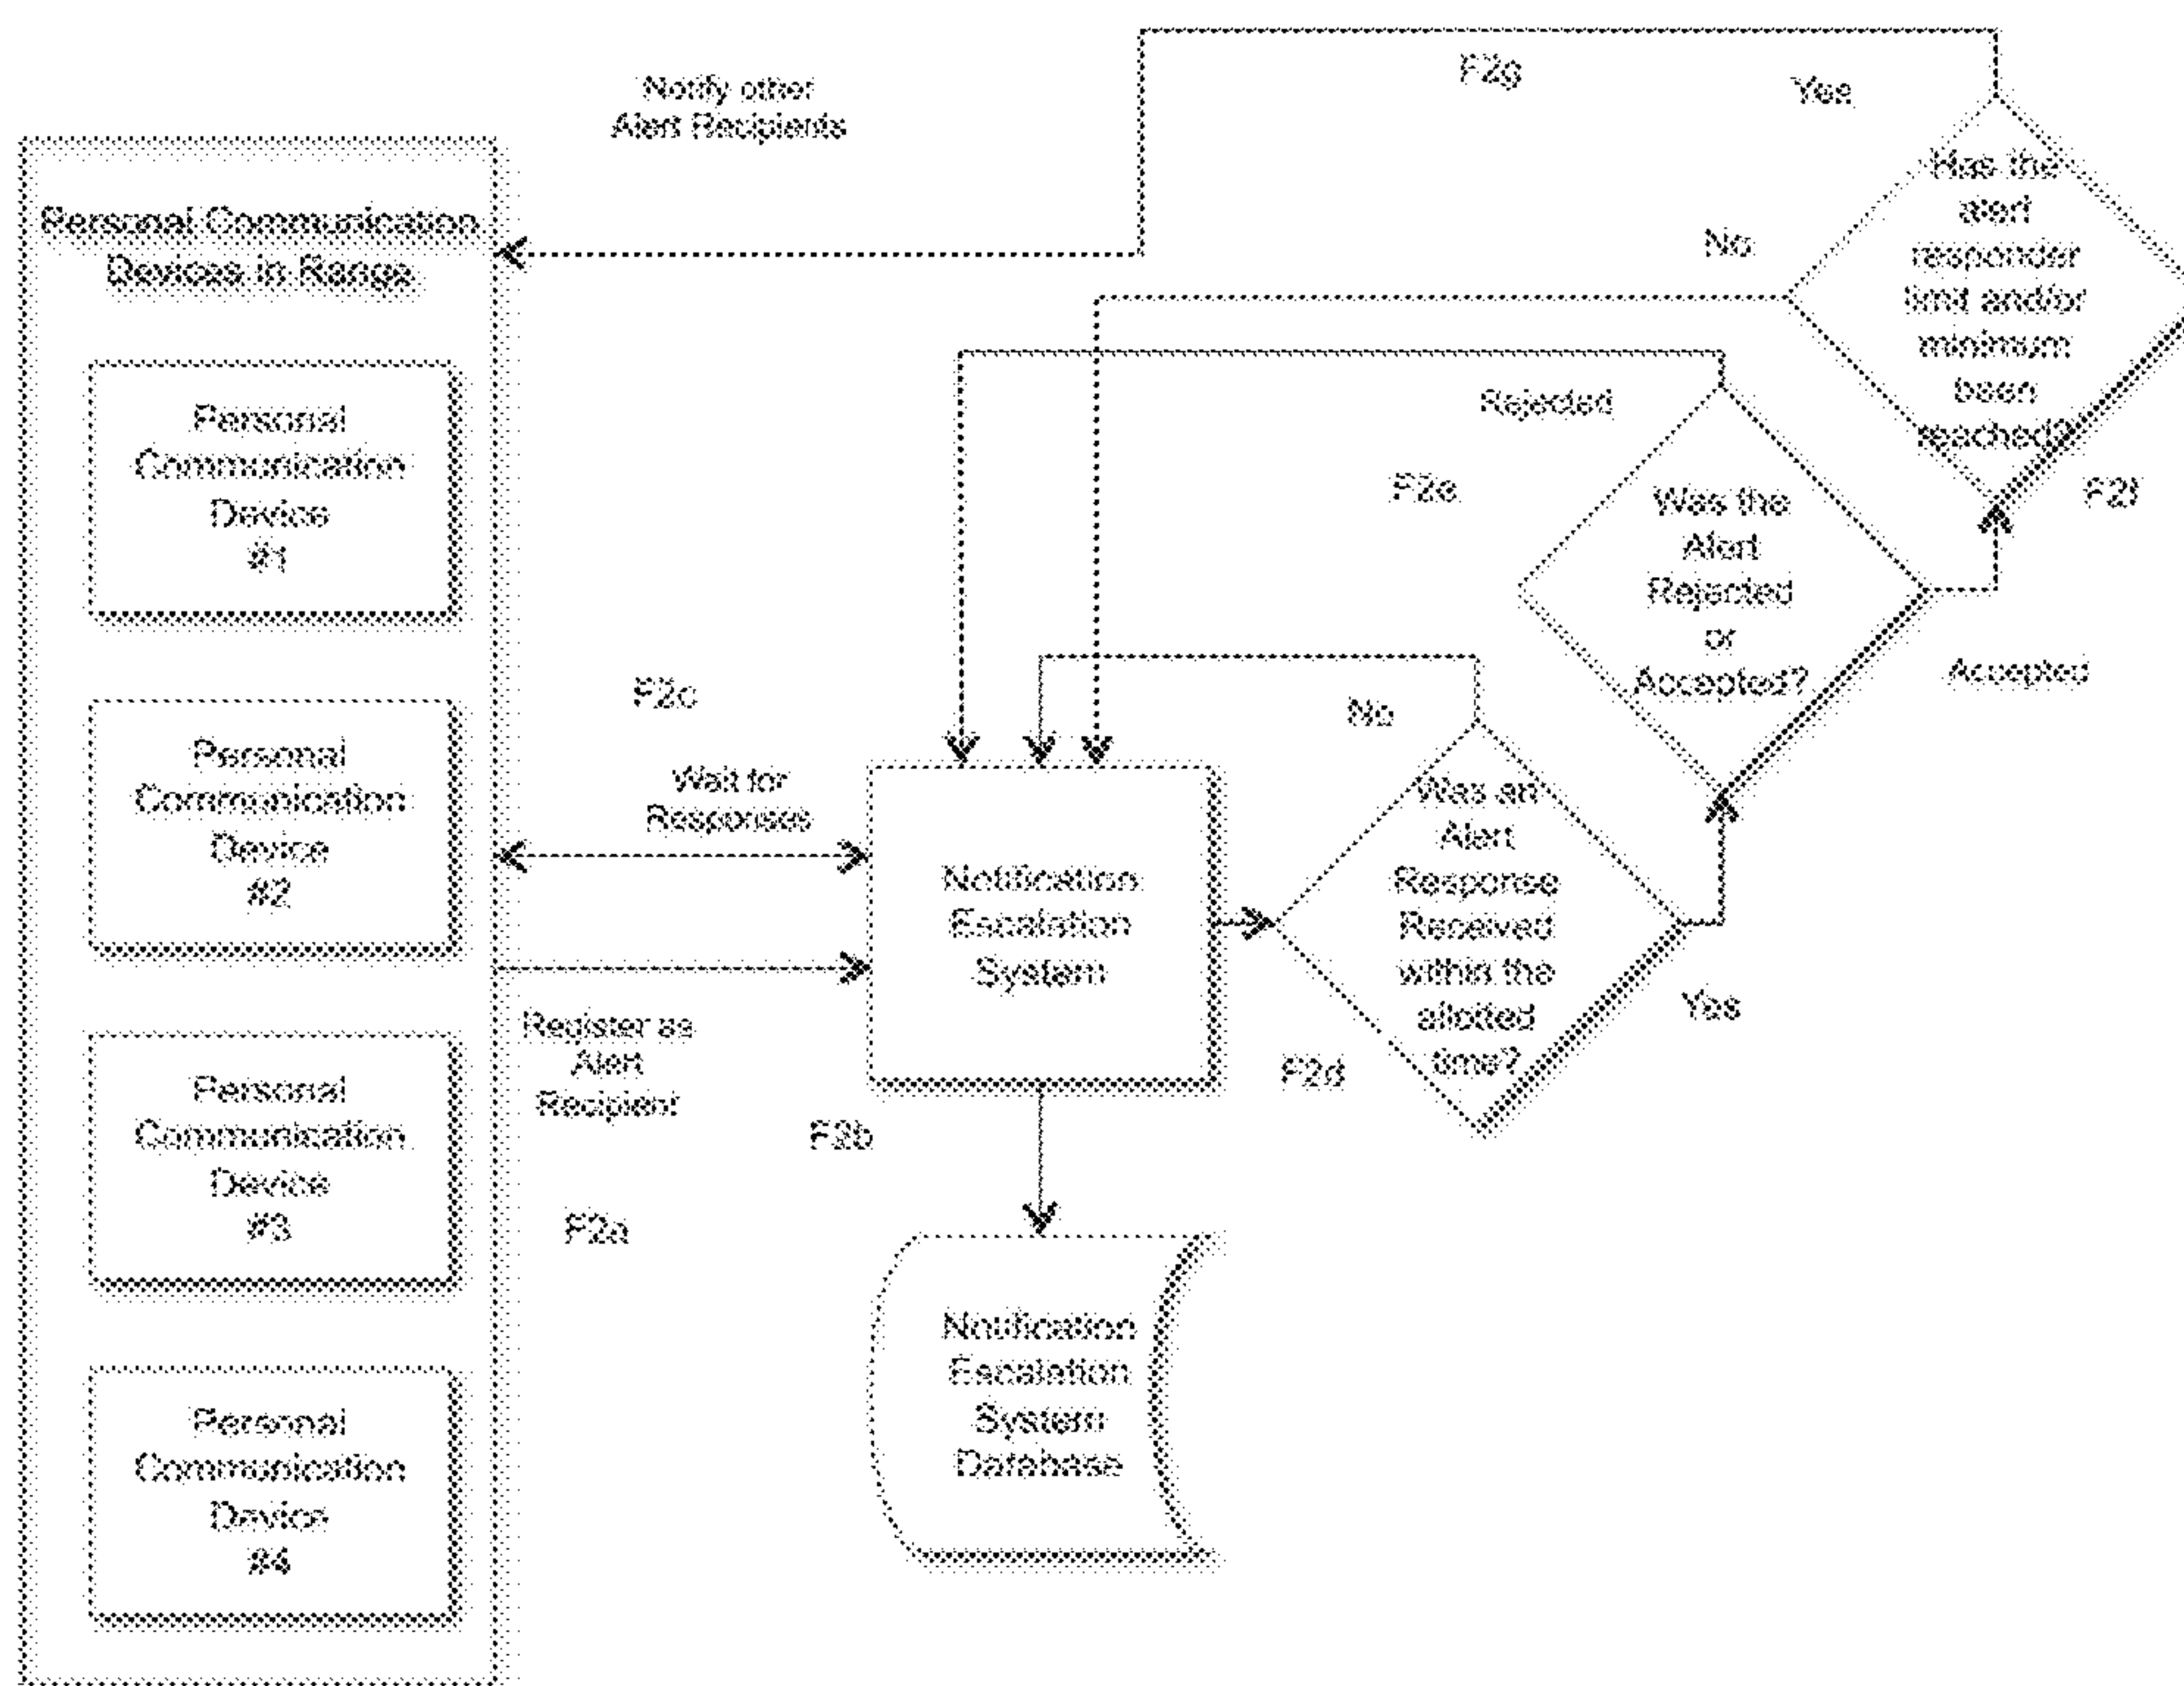 Notify other
Alert Recipients
F2g
Yes
Has the
alert
responder
limit and/or
minimum
been
reached?
No
F2f
Personal Communication
Devices in Range
Personal
Communication
Device
#1
Personal
Communication
Device
#2
Personal
Communication
Device
#3
Personal
Communication
Device
#4
Rejected
F2e
Was the
Alert
Rejected
or
Accepted?
Accepted
F2c
Wait for
Responses
No
Was an
Alert
Response
Received
within the
allotted
time?
Yes
F2d
Notification
Escalation
System
Register as
Alert
Recipient
F2b
F2a
Notification
Escalation
System
Database